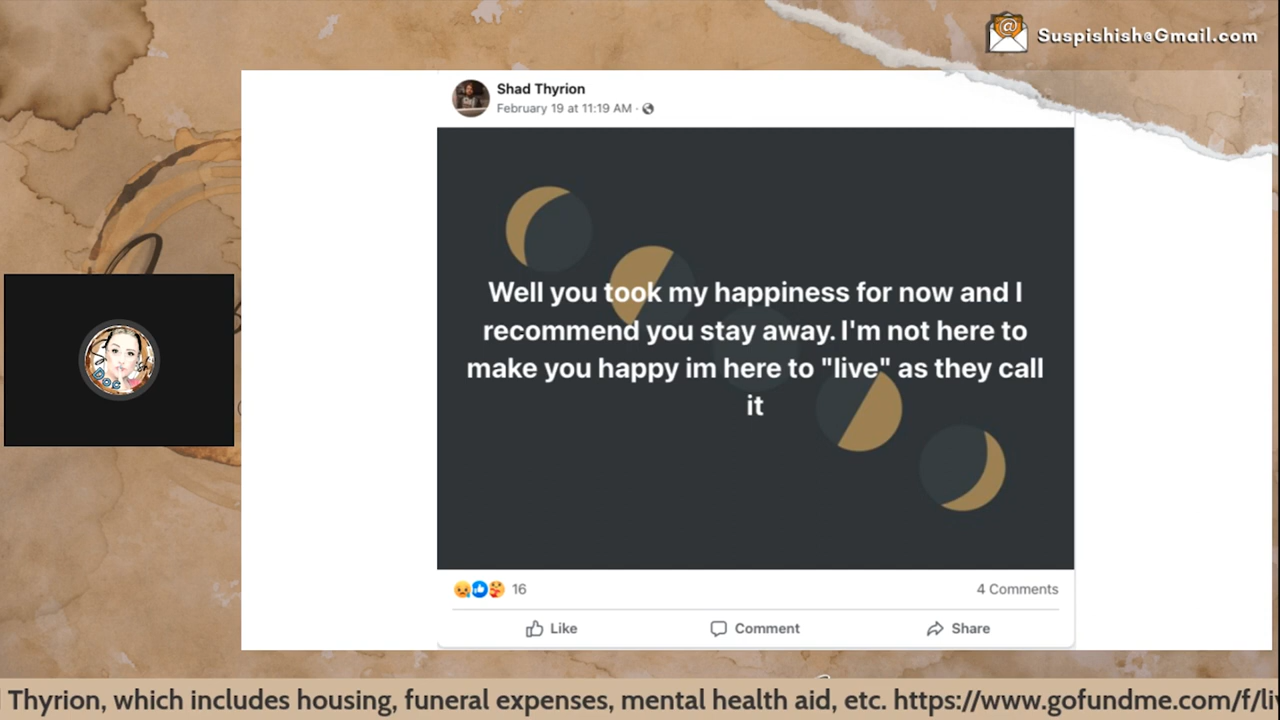 Suspishish@Gmail.com
Shad Thyrion
February 19 at 11:19 AM ·
Well you took my happiness for now and I
recommend you stay away. I'm not here to
make you happy im here to "live" as they call
it
16
4 Comments
Like
Comment
Share
Doc
Thyrion, which includes housing, funeral expenses, mental health aid, etc. https://www.gofundme.com/f/li